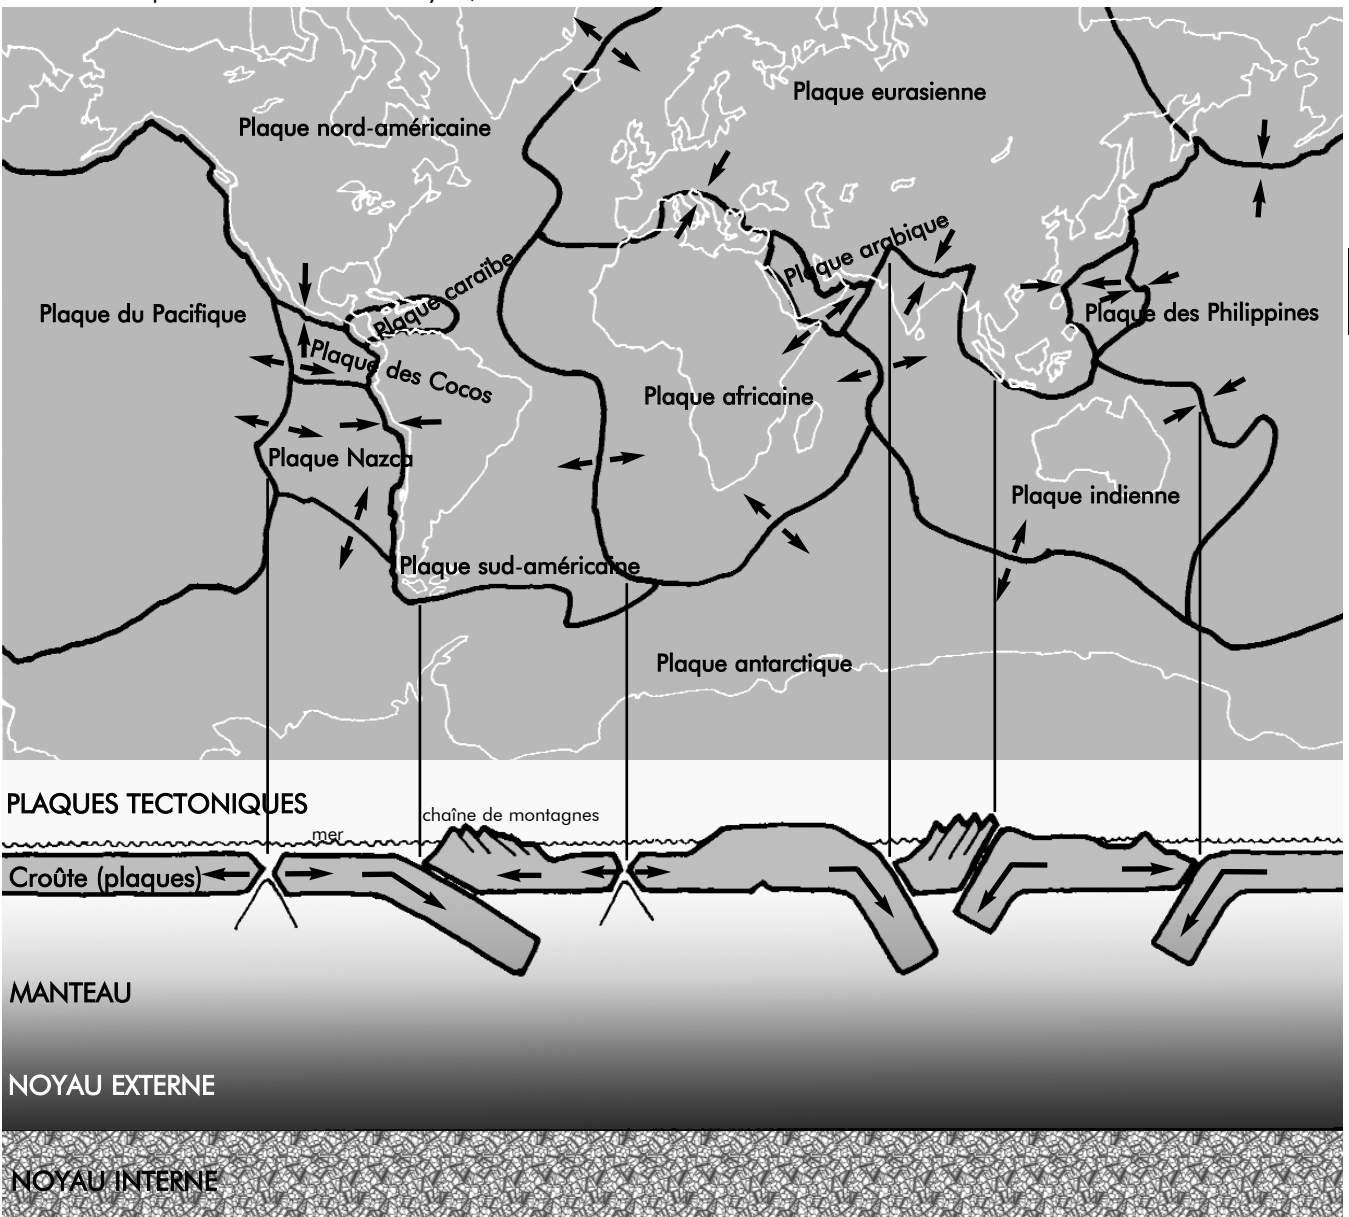 Plaque eurasienne
Plaque nord-américaine
Plaque arabique
Plaque caraïbe
Plaque du Pacifique
Plaque des Philippines
Plaque des Cocos
Plaque africaine
Plaque Nazca
Plaque indienne
Plaque sud-américaine
Plaque antarctique
PLAQUES TECTONIQUES
chaîne de montagnes
mer
Croûte (plaques)
MANTEAU
NOYAU EXTERNE
NOYAU INTERNE